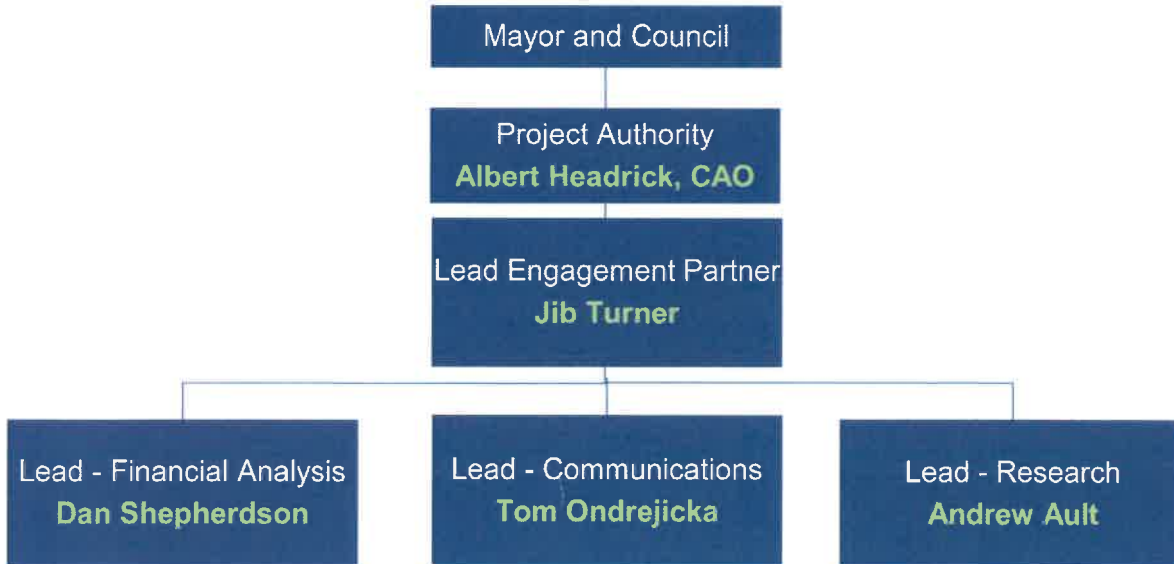 Mayor and Council
Project Authority
Albert Headrick, CAO
Lead Engagement Partner
Jib Turner
Lead - Financial Analysis
Dan Shepherdson
Lead - Communications
Tom Ondrejicka
Lead - Research
Andrew Ault